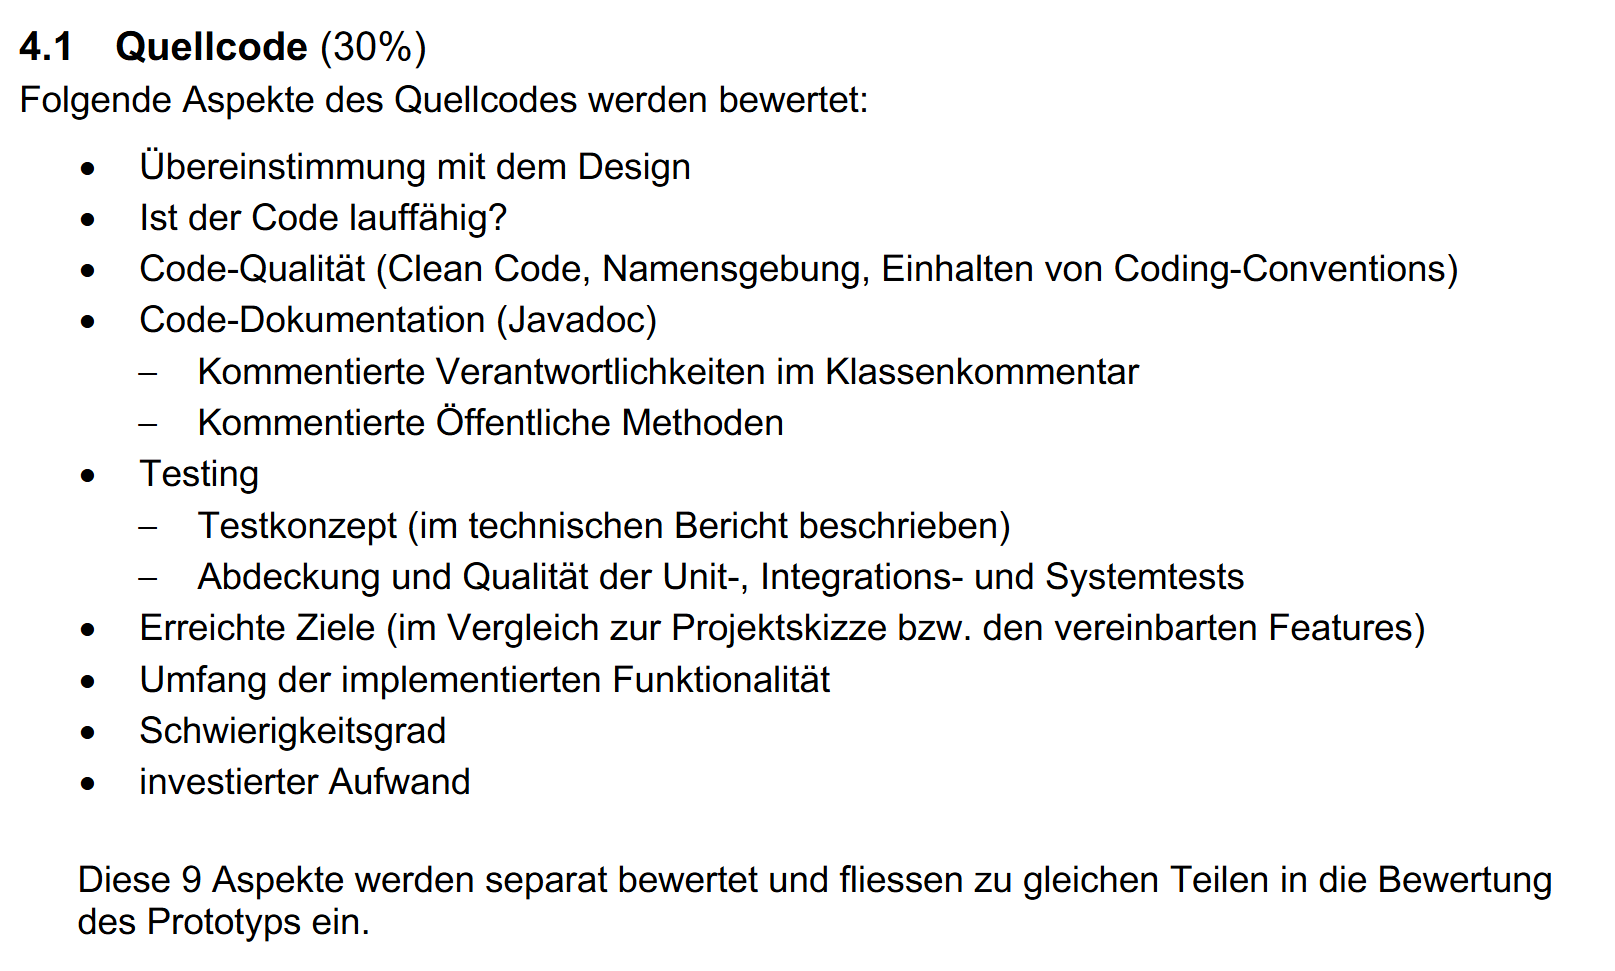 4.1 Quellcode (30%)
Folgende Aspekte des Quellcodes werden bewertet:
• Übereinstimmung mit dem Design
• Ist der Code lauffähig?
• Code-Qualität (Clean Code, Namensgebung, Einhalten von Coding-Conventions)
• Code-Dokumentation (Javadoc)
– Kommentierte Verantwortlichkeiten im Klassenkommentar
– Kommentierte Öffentliche Methoden
• Testing
– Testkonzept (im technischen Bericht beschrieben)
– Abdeckung und Qualität der Unit-, Integrations- und Systemtests
• Erreichte Ziele (im Vergleich zur Projektskizze bzw. den vereinbarten Features)
• Umfang der implementierten Funktionalität
• Schwierigkeitsgrad
• investierter Aufwand
Diese 9 Aspekte werden separat bewertet und fliessen zu gleichen Teilen in die Bewertung
des Prototyps ein.